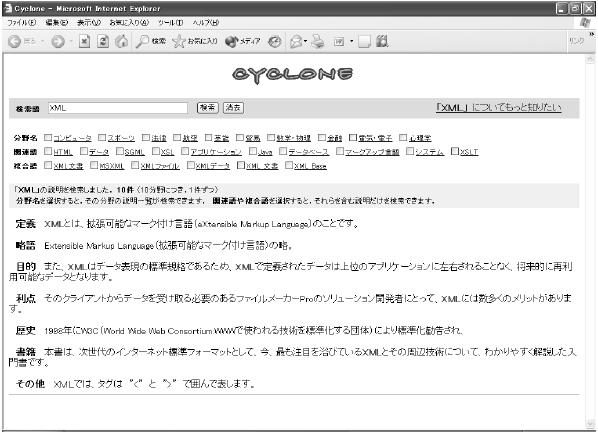 Cyclone - Microsoft Internet Explorer
ファイル(F) 編集(E) 表示(V) お気に入り(A) ツール(T) ヘルプ(H)
戻る 検索 お気に入り メディア リンク
CYCLONE
検索語 XML 検索 消去 「XML」についてもっと知りたい
分野名 コンピュータ スポーツ 法律 航空 芸能 貿易 数学・物理 金融 電気・電子 心理学
関連語 HTML データ SGML XSL アプリケーション Java データベース マークアップ言語 システム XSLT
複合語 XML文書 MSXML XMLファイル XMLデータ XML 文書 XML Base
「XML」の説明を検索しました。10件(10分野につき、1件ずつ)
分野名を選択すると、その分野の説明一覧が検索できます。 関連語や複合語を選択すると、それらを含む説明だけを検索できます。
定義 XMLとは、拡張可能なマーク付け言語(eXtensible Markup Language)のことです。
略語 Extensible Markup Language(拡張可能なマーク付け言語)の略。
目的 また、XMLはデータ表現の標準規格であるため、XMLで定義されたデータは上位のアプリケーションに左右されることなく、将来的に再利
用可能なデータとなります。
利点 そのクライアントからデータを受け取る必要のあるファイルメーカーProのソリューション開発者にとって、XMLには数多くのメリットがありま
す。
歴史 1998年にW3C(World Wide Web Consortium:WWWで使われる技術を標準化する団体)により標準化勧告され、
書籍 本書は、次世代のインターネット標準フォーマットとして、今、最も注目を浴びているXMLとその周辺技術について、わかりやすく解説した入
門書です。
その他 XMLでは、タグは "<" と ">" で囲んで表します。